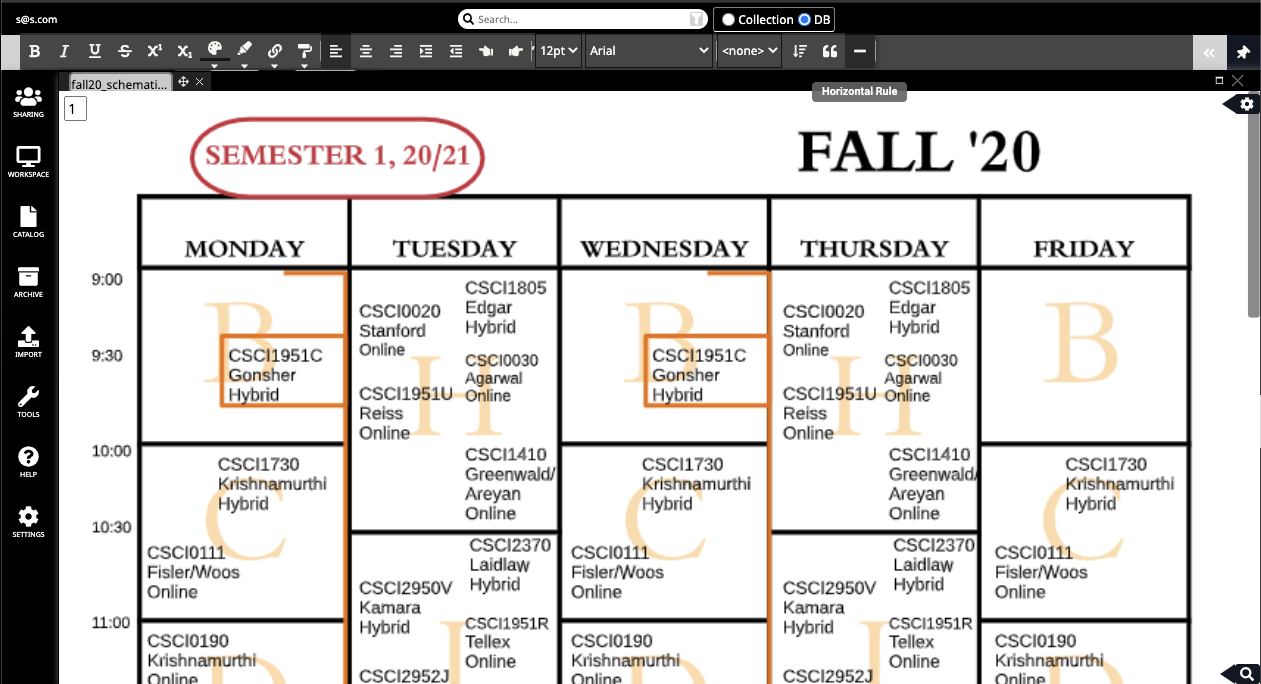 s@s.com
Search...
Collection DB
B I U S X² X₁
12pt
Arial
<none>
Horizontal Rule
fall20_schemati...
1
SHARING
WORKSPACE
CATALOG
ARCHIVE
IMPORT
TOOLS
HELP
SETTINGS
SEMESTER 1, 20/21
FALL '20
MONDAY TUESDAY WEDNESDAY THURSDAY FRIDAY
9:00
9:30
10:00
10:30
11:00
B
CSCI1951C
Gonsher
Hybrid
C
CSCI1730
Krishnamurthi
Hybrid
CSCI0111
Fisler/Woos
Online
CSCI0190
Krishnamurthi
Online
H
CSCI0020
Stanford
Online
CSCI1805
Edgar
Hybrid
CSCI0030
Agarwal
Online
CSCI1951U
Reiss
Online
CSCI1410
Greenwald/
Areyan
Online
CSCI2370
Laidlaw
Hybrid
CSCI2950V
Kamara
Hybrid
CSCI1951R
Tellex
Online
CSCI2952J
B
CSCI1951C
Gonsher
Hybrid
C
CSCI1730
Krishnamurthi
Hybrid
CSCI0111
Fisler/Woos
Online
CSCI0190
Krishnamurthi
Online
H
CSCI0020
Stanford
Online
CSCI1805
Edgar
Hybrid
CSCI0030
Agarwal
Online
CSCI1951U
Reiss
Online
CSCI1410
Greenwald/
Areyan
Online
CSCI2370
Laidlaw
Hybrid
CSCI2950V
Kamara
Hybrid
CSCI1951R
Tellex
Online
CSCI2952J
B
C
CSCI1730
Krishnamurthi
Hybrid
CSCI0111
Fisler/Woos
Online
CSCI0190
Krishnamurthi
Online